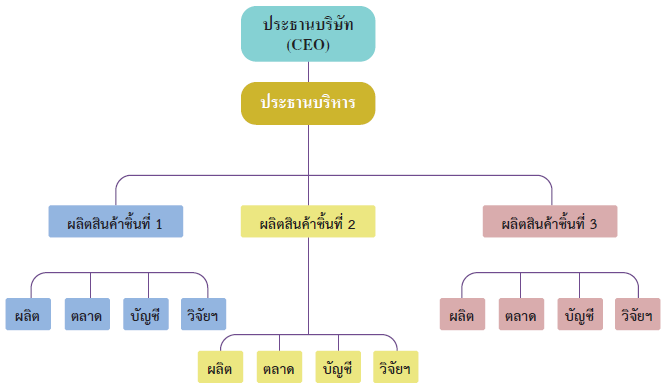 ประธานบริษัท
(CEO)
ประธานบริหาร
ผลิตสินค้าชิ้นที่ 1
ผลิตสินค้าชิ้นที่ 2
ผลิตสินค้าชิ้นที่ 3
ผลิต
ตลาด
บัญชี
วิจัยฯ
ผลิต
ตลาด
บัญชี
วิจัยฯ
ผลิต
ตลาด
บัญชี
วิจัยฯ